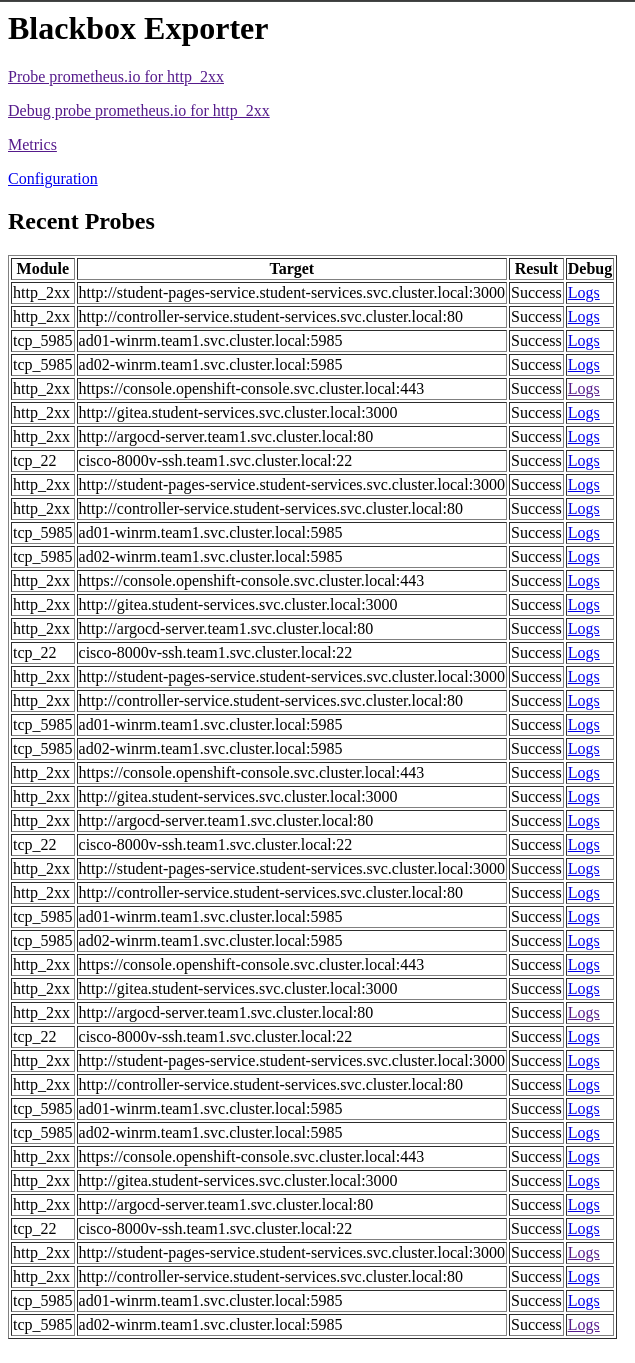 Blackbox Exporter
Probe prometheus.io for http_2xx
Debug probe prometheus.io for http_2xx
Metrics
Configuration
Recent Probes
Module Target Result Debug
http_2xx http://student-pages-service.student-services.svc.cluster.local:3000 Success Logs
http_2xx http://controller-service.student-services.svc.cluster.local:80 Success Logs
tcp_5985 ad01-winrm.team1.svc.cluster.local:5985 Success Logs
tcp_5985 ad02-winrm.team1.svc.cluster.local:5985 Success Logs
http_2xx https://console.openshift-console.svc.cluster.local:443 Success Logs
http_2xx http://gitea.student-services.svc.cluster.local:3000 Success Logs
http_2xx http://argocd-server.team1.svc.cluster.local:80 Success Logs
tcp_22 cisco-8000v-ssh.team1.svc.cluster.local:22 Success Logs
http_2xx http://student-pages-service.student-services.svc.cluster.local:3000 Success Logs
http_2xx http://controller-service.student-services.svc.cluster.local:80 Success Logs
tcp_5985 ad01-winrm.team1.svc.cluster.local:5985 Success Logs
tcp_5985 ad02-winrm.team1.svc.cluster.local:5985 Success Logs
http_2xx https://console.openshift-console.svc.cluster.local:443 Success Logs
http_2xx http://gitea.student-services.svc.cluster.local:3000 Success Logs
http_2xx http://argocd-server.team1.svc.cluster.local:80 Success Logs
tcp_22 cisco-8000v-ssh.team1.svc.cluster.local:22 Success Logs
http_2xx http://student-pages-service.student-services.svc.cluster.local:3000 Success Logs
http_2xx http://controller-service.student-services.svc.cluster.local:80 Success Logs
tcp_5985 ad01-winrm.team1.svc.cluster.local:5985 Success Logs
tcp_5985 ad02-winrm.team1.svc.cluster.local:5985 Success Logs
http_2xx https://console.openshift-console.svc.cluster.local:443 Success Logs
http_2xx http://gitea.student-services.svc.cluster.local:3000 Success Logs
http_2xx http://argocd-server.team1.svc.cluster.local:80 Success Logs
tcp_22 cisco-8000v-ssh.team1.svc.cluster.local:22 Success Logs
http_2xx http://student-pages-service.student-services.svc.cluster.local:3000 Success Logs
http_2xx http://controller-service.student-services.svc.cluster.local:80 Success Logs
tcp_5985 ad01-winrm.team1.svc.cluster.local:5985 Success Logs
tcp_5985 ad02-winrm.team1.svc.cluster.local:5985 Success Logs
http_2xx https://console.openshift-console.svc.cluster.local:443 Success Logs
http_2xx http://gitea.student-services.svc.cluster.local:3000 Success Logs
http_2xx http://argocd-server.team1.svc.cluster.local:80 Success Logs
tcp_22 cisco-8000v-ssh.team1.svc.cluster.local:22 Success Logs
http_2xx http://student-pages-service.student-services.svc.cluster.local:3000 Success Logs
http_2xx http://controller-service.student-services.svc.cluster.local:80 Success Logs
tcp_5985 ad01-winrm.team1.svc.cluster.local:5985 Success Logs
tcp_5985 ad02-winrm.team1.svc.cluster.local:5985 Success Logs
http_2xx https://console.openshift-console.svc.cluster.local:443 Success Logs
http_2xx http://gitea.student-services.svc.cluster.local:3000 Success Logs
http_2xx http://argocd-server.team1.svc.cluster.local:80 Success Logs
tcp_22 cisco-8000v-ssh.team1.svc.cluster.local:22 Success Logs
http_2xx http://student-pages-service.student-services.svc.cluster.local:3000 Success Logs
http_2xx http://controller-service.student-services.svc.cluster.local:80 Success Logs
tcp_5985 ad01-winrm.team1.svc.cluster.local:5985 Success Logs
tcp_5985 ad02-winrm.team1.svc.cluster.local:5985 Success Logs